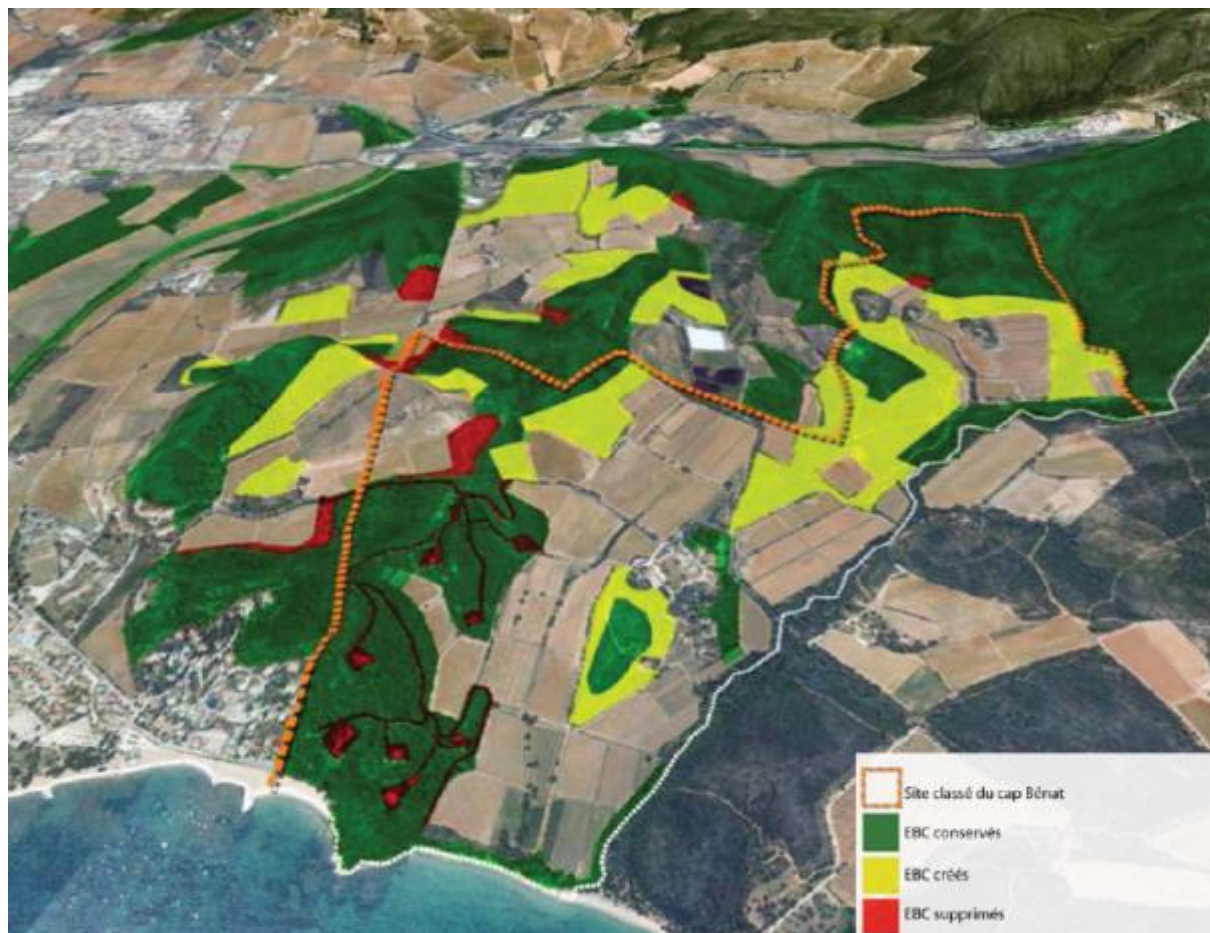 Site classé du cap Bénat
EBC conservés
EBC créés
EBC supprimés